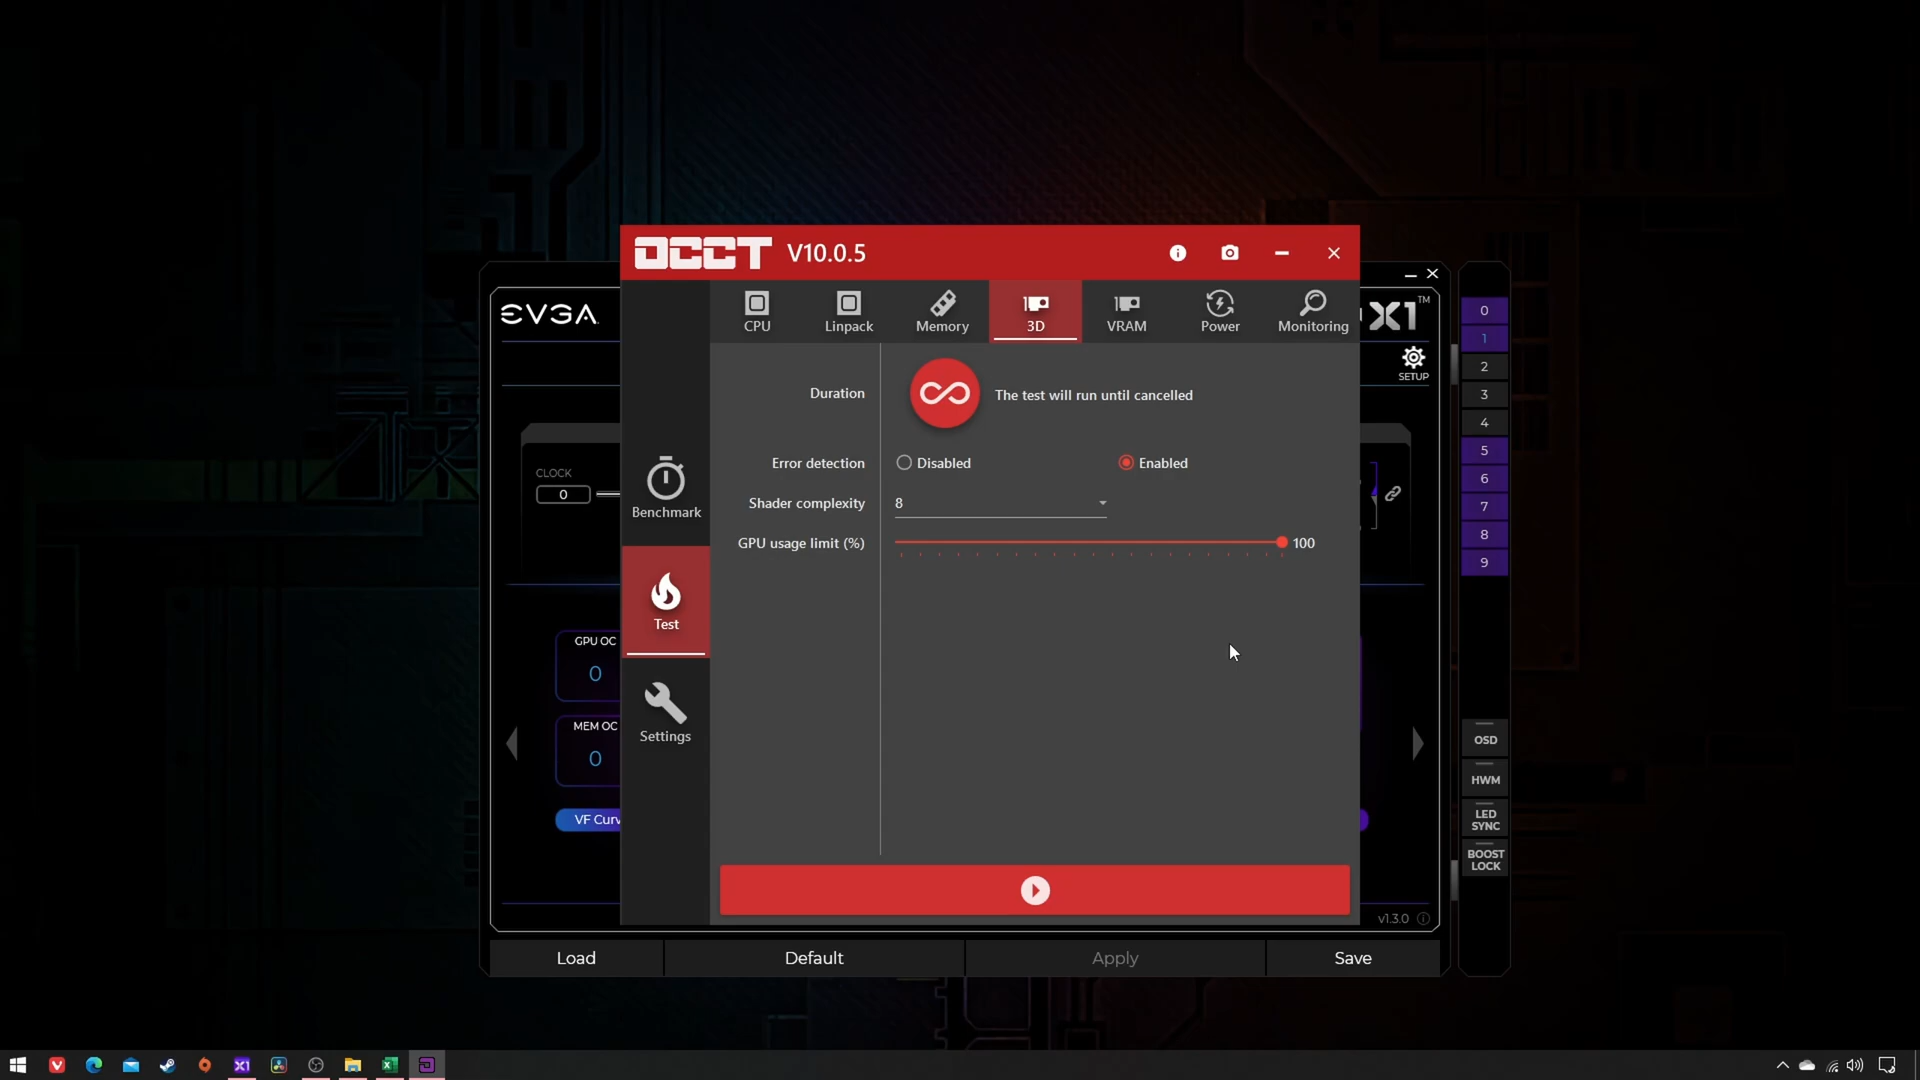 OCCT V10.0.5
CPU
Linpack
Memory
3D
VRAM
Power
Monitoring
Duration
The test will run until cancelled
Error detection
Disabled
Enabled
Shader complexity
8
GPU usage limit (%)
100
Benchmark
Test
Settings
EVGA
X1™
SETUP
CLOCK
0
GPU OC
0
MEM OC
0
VF Curv
v1.3.0
Load
Default
Apply
Save
0
1
2
3
4
5
6
7
8
9
OSD
HWM
LED
SYNC
BOOST
LOCK
X1